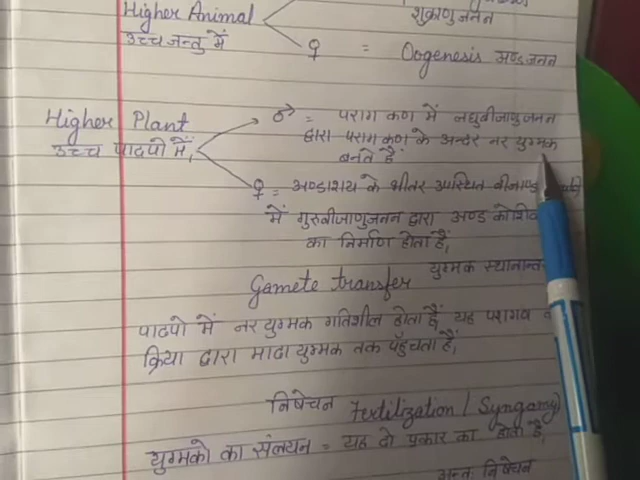 Higher Animal
शुक्राणुजनन
उच्च जन्तु में
♀ = Oogenesis अण्डजनन
Higher Plant
♂ = पराग कण में लघुबीजाणुजनन
उच्च पादपो में,
द्वारा परागकण के अन्दर नर युग्मक
बनते हैं
♀ = अण्डाशय के भीतर उपस्थित बीजाण्ड
में गुरुबीजाणुजनन द्वारा अण्ड
का निर्माण होता हैं,
युग्मक
Gamete transfer
पादपो में नर युग्मक गतिशील होता हैं यह परागण
क्रिया द्वारा मादा युग्मक तक पहुँचता हैं,
निषेचन Fertilization / Syngamy)
युग्मको का संलयन = यह दो प्रकार का होता हैं,
अन्तः निषेचन